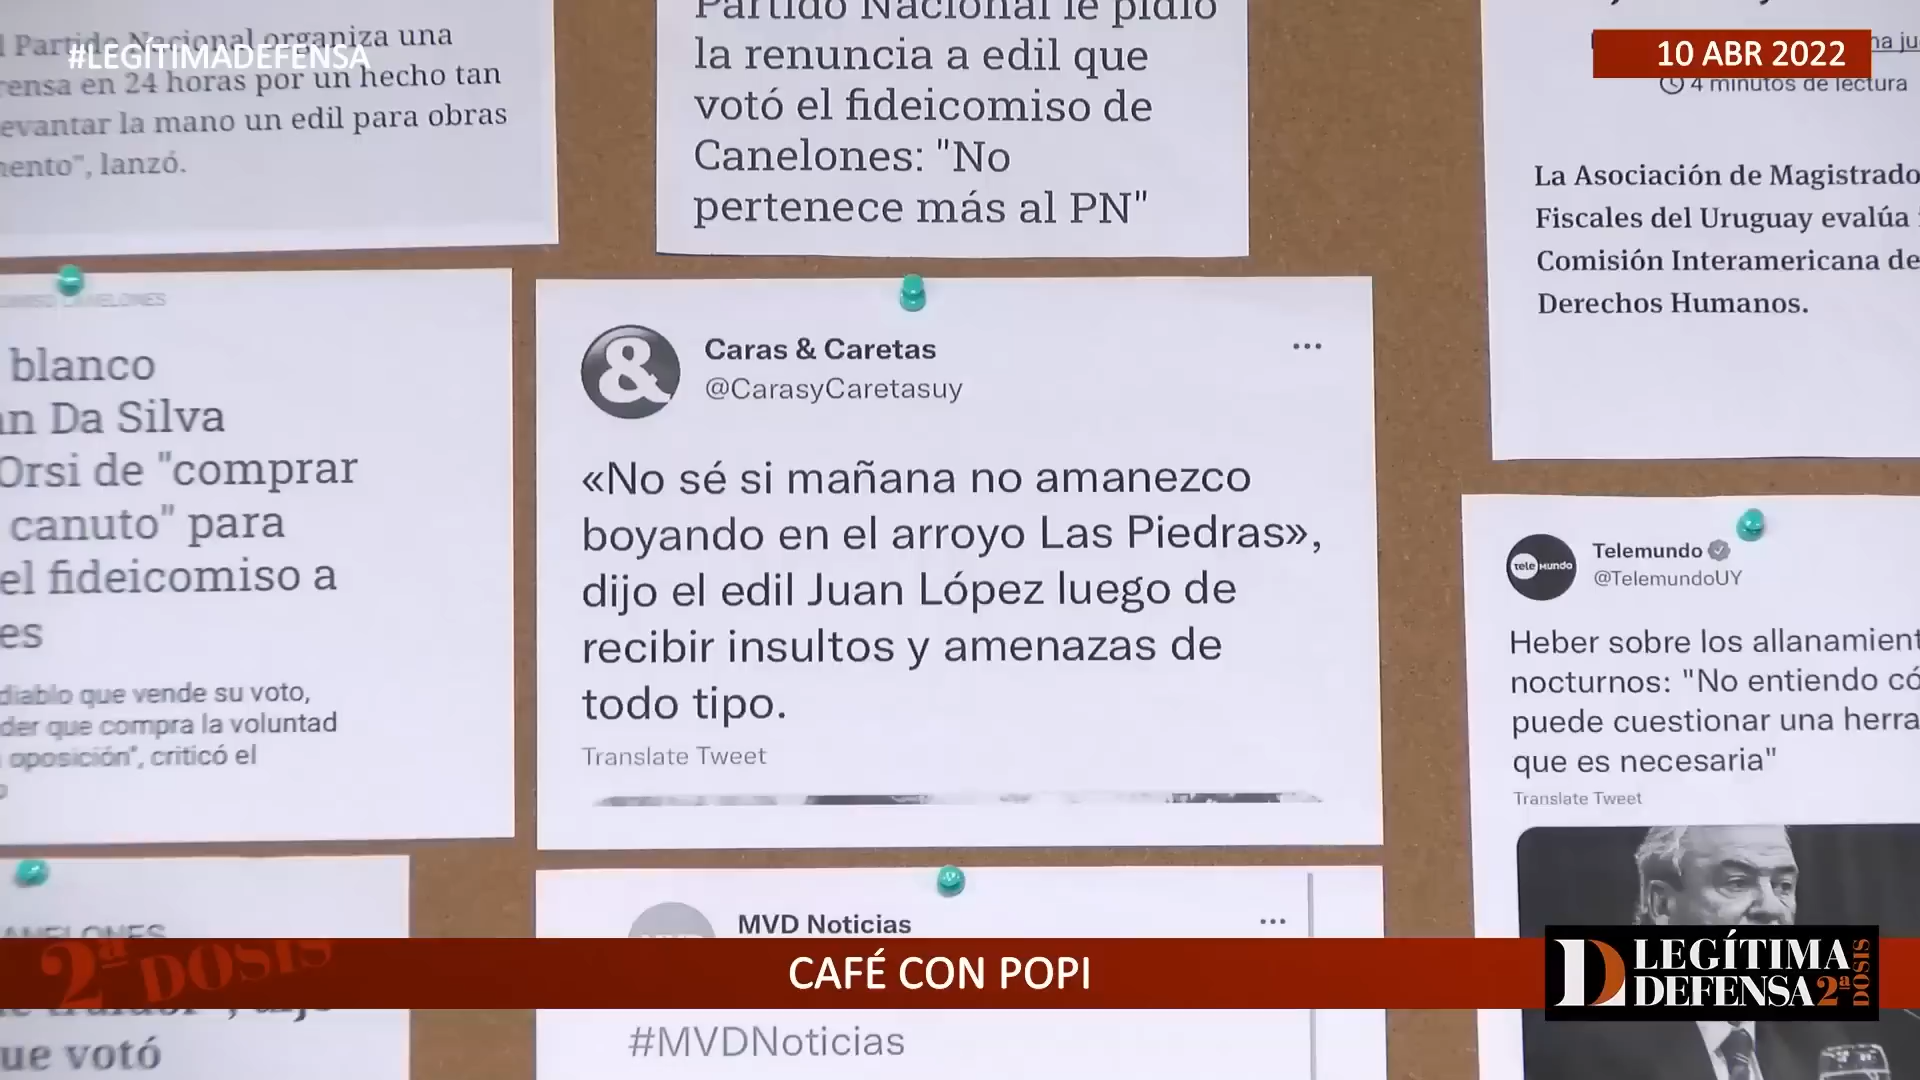 #LEGÍTIMADEFENSA
10 ABR 2022
Partido Nacional organiza una
en 24 horas por un hecho tan
levantar la mano un edil para obras
lanzó.
Partido Nacional le pidió
la renuncia a edil que
votó el fideicomiso de
Canelones: "No
pertenece más al PN"
4 minutos de lectura
La Asociación de Magistrado
Fiscales del Uruguay evalúa
Comisión Interamericana de
Derechos Humanos.
blanco
Da Silva
Orsi de "comprar
canuto" para
el fideicomiso a
es
diablo que vende su voto,
que compra la voluntad
oposición", criticó el
Caras & Caretas
@CarasyCaretasuy
«No sé si mañana no amanezco
boyando en el arroyo Las Piedras»,
dijo el edil Juan López luego de
recibir insultos y amenazas de
todo tipo.
Translate Tweet
tele mundo
Telemundo
@TelemundoUY
Heber sobre los allanamient
nocturnos: "No entiendo có
puede cuestionar una herra
que es necesaria"
Translate Tweet
MVD Noticias
#MVDNoticias
2ª DOSIS
ue votó
CAFÉ CON POPI
LD LEGÍTIMA
DEFENSA 2ª DOSIS